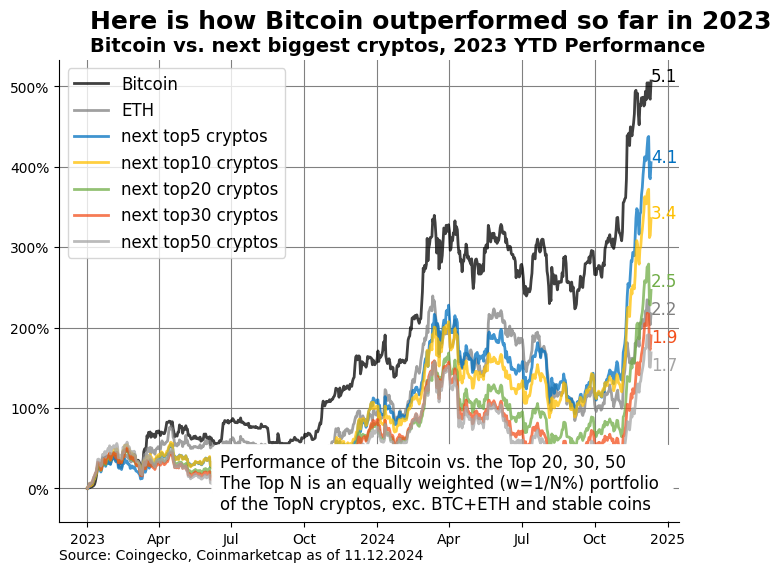 Here is how Bitcoin outperformed so far in 2023
Bitcoin vs. next biggest cryptos, 2023 YTD Performance
Bitcoin
ETH
next top5 cryptos
next top10 cryptos
next top20 cryptos
next top30 cryptos
next top50 cryptos
500%
400%
300%
200%
100%
0%
5.1
4.1
3.4
2.5
2.2
1.9
1.7
Performance of the Bitcoin vs. the Top 20, 30, 50
The Top N is an equally weighted (w=1/N%) portfolio
of the TopN cryptos, exc. BTC+ETH and stable coins
2023 Apr Jul Oct 2024 Apr Jul Oct 2025
Source: Coingecko, Coinmarketcap as of 11.12.2024